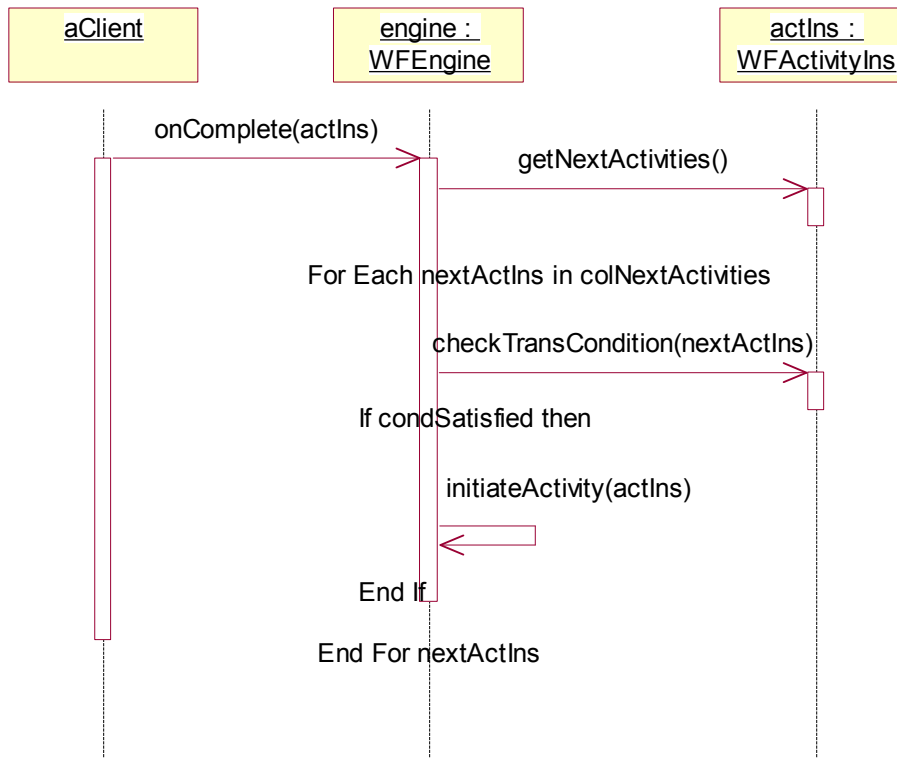 aClient
engine :
WFEngine
actIns :
WFActivityIns
onComplete(actIns)
getNextActivities()
For Each nextActIns in colNextActivities
checkTransCondition(nextActIns)
If condSatisfied then
initiateActivity(actIns)
End If
End For nextActIns